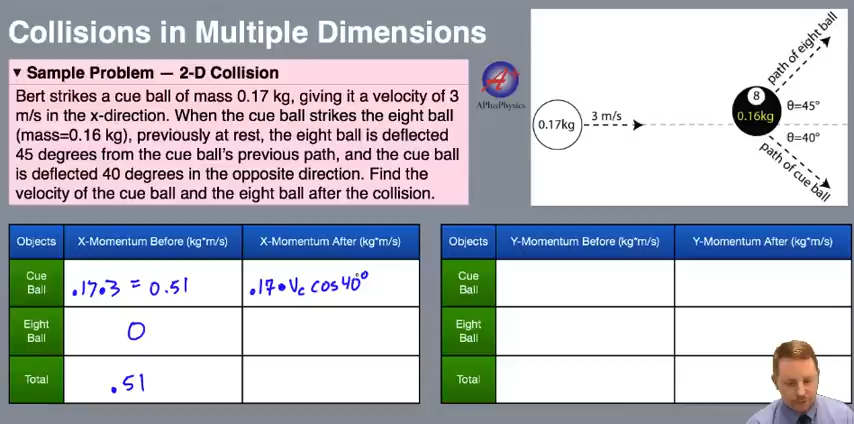 Collisions in Multiple Dimensions
▼ Sample Problem — 2-D Collision
Bert strikes a cue ball of mass 0.17 kg, giving it a velocity of 3
m/s in the x-direction. When the cue ball strikes the eight ball
(mass=0.16 kg), previously at rest, the eight ball is deflected
45 degrees from the cue ball's previous path, and the cue ball
is deflected 40 degrees in the opposite direction. Find the
velocity of the cue ball and the eight ball after the collision.
A+
APlusPhysics
0.17kg
3 m/s
8
0.16kg
path of eight ball
θ=45°
θ=40°
path of cue ball
Objects X-Momentum Before (kg*m/s) X-Momentum After (kg*m/s)
Cue Ball .17•3 = 0.51 .17•Vc cos40°
Eight Ball 0
Total .51
Objects Y-Momentum Before (kg*m/s) Y-Momentum After (kg*m/s)
Cue Ball
Eight Ball
Total